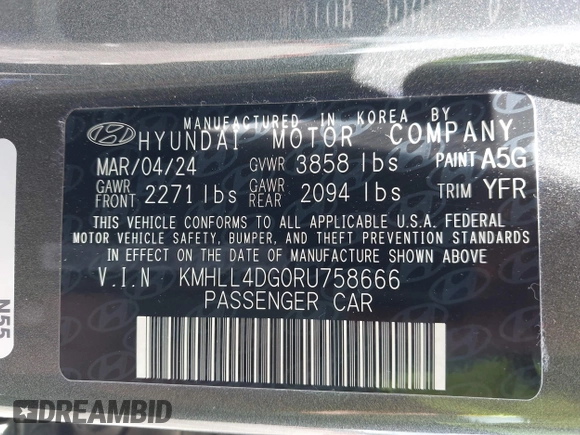 MANUFACTURED IN KOREA BY
HYUNDAI MOTOR COMPANY
MAR/04/24 GVWR 3858 lbs PAINT A5G
GAWR FRONT 2271 lbs GAWR REAR 2094 lbs TRIM YFR
THIS VEHICLE CONFORMS TO ALL APPLICABLE U.S.A. FEDERAL
MOTOR VEHICLE SAFETY, BUMPER, AND THEFT PREVENTION STANDARDS
IN EFFECT ON THE DATE OF MANUFACTURE SHOWN ABOVE
V.I.N KMHLL4DG0RU758666
PASSENGER CAR
N55
DREAMBID